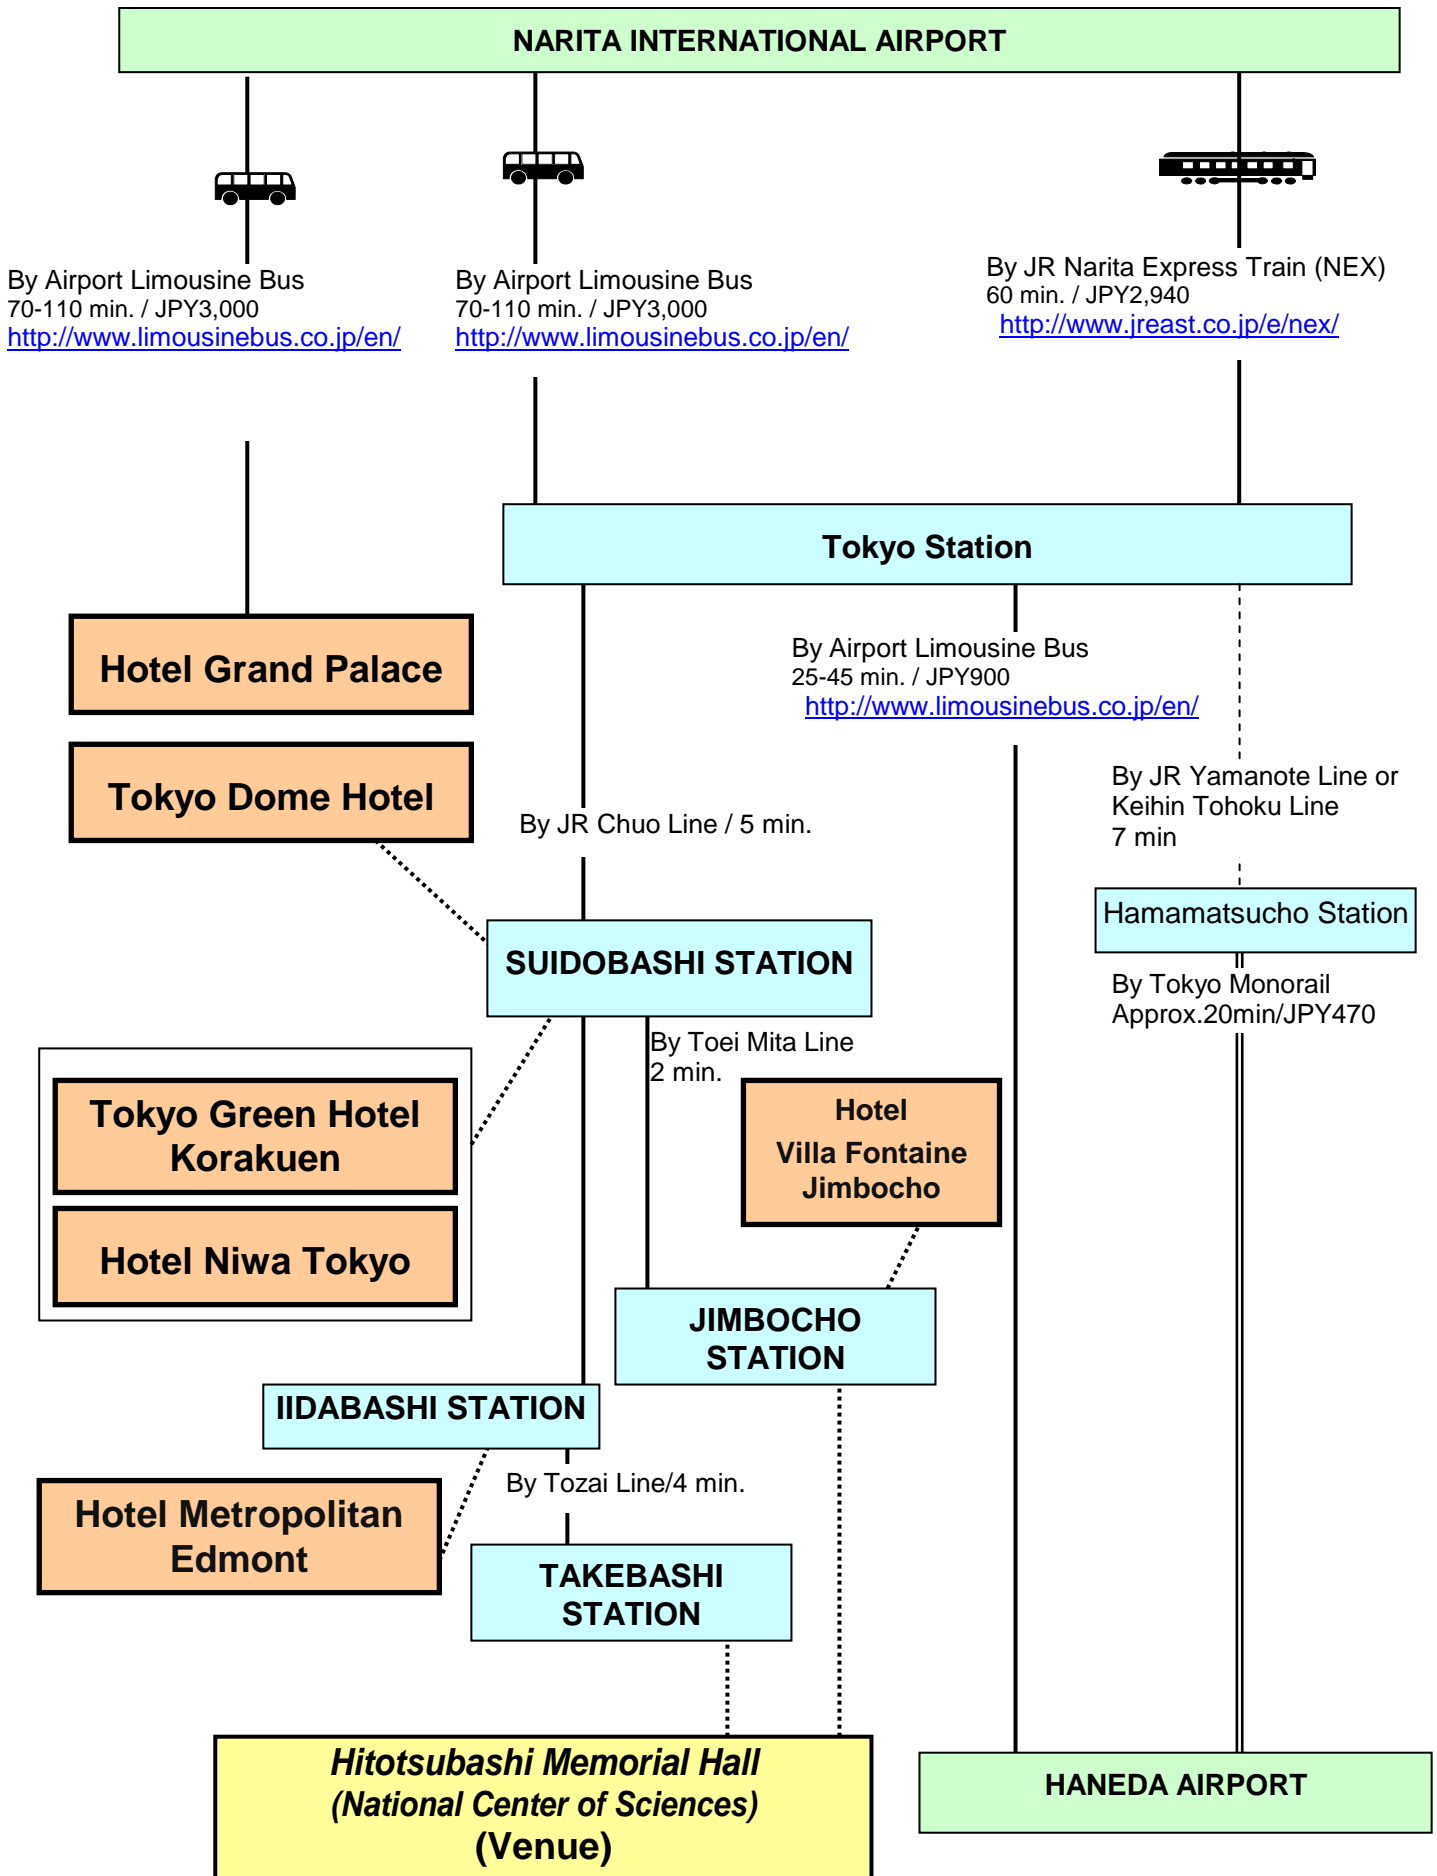 NARITA INTERNATIONAL AIRPORT
By Airport Limousine Bus
70-110 min. / JPY3,000
http://www.limousinebus.co.jp/en/
By Airport Limousine Bus
70-110 min. / JPY3,000
http://www.limousinebus.co.jp/en/
By JR Narita Express Train (NEX)
60 min. / JPY2,940
http://www.jreast.co.jp/e/nex/
Tokyo Station
Hotel Grand Palace
By Airport Limousine Bus
25-45 min. / JPY900
http://www.limousinebus.co.jp/en/
Tokyo Dome Hotel
By JR Chuo Line / 5 min.
By JR Yamanote Line or
Keihin Tohoku Line
7 min
Hamamatsucho Station
SUIDOBASHI STATION
By Tokyo Monorail
Approx.20min/JPY470
By Toei Mita Line
2 min.
Tokyo Green Hotel
Korakuen
Hotel
Villa Fontaine
Jimbocho
Hotel Niwa Tokyo
JIMBOCHO
STATION
IIDABASHI STATION
By Tozai Line/4 min.
Hotel Metropolitan
Edmont
TAKEBASHI
STATION
Hitotsubashi Memorial Hall
(National Center of Sciences)
(Venue)
HANEDA AIRPORT